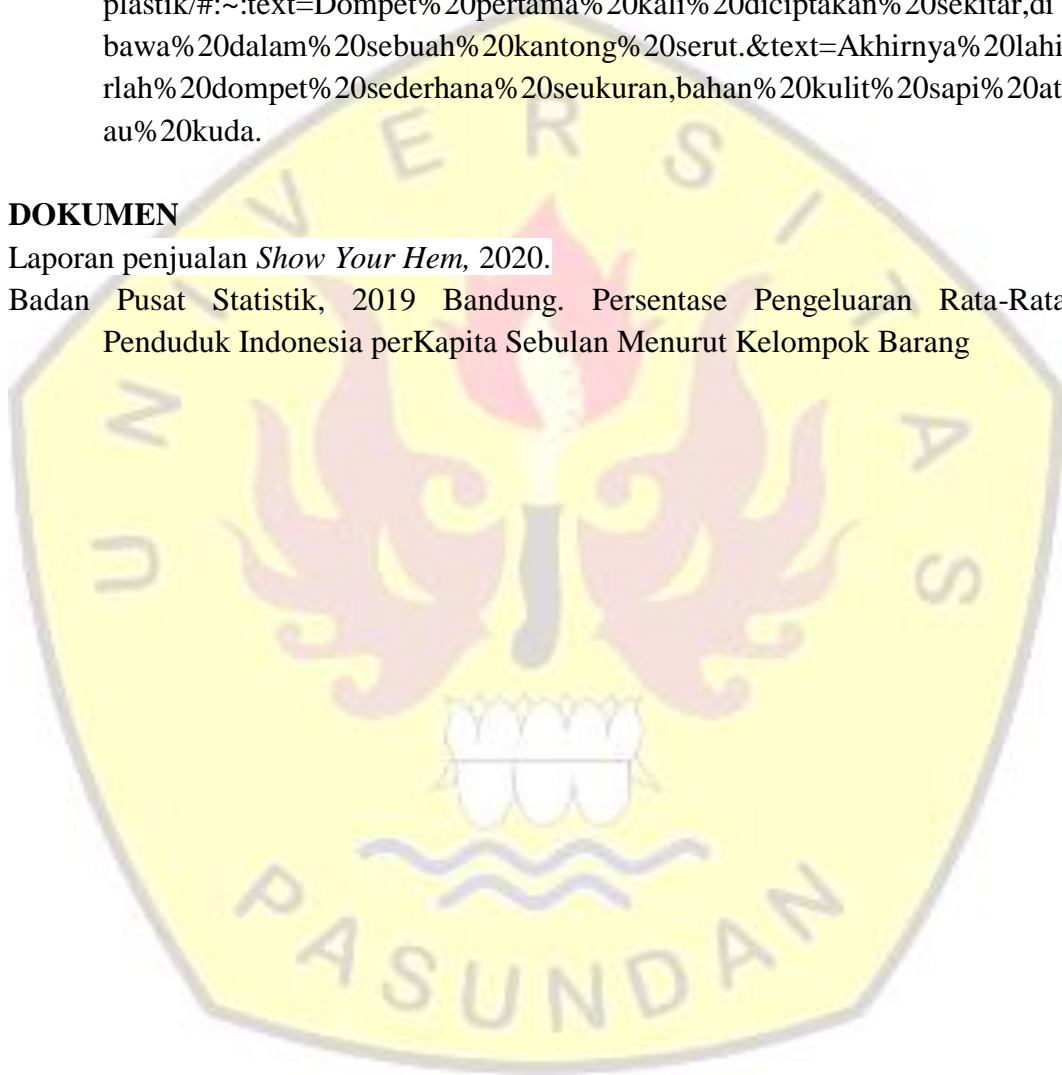 plastik/#:~:text=Dompet%20pertama%20kali%20diciptakan%20sekitar,di
bawa%20dalam%20sebuah%20kantong%20serut.&text=Akhirnya%20lahi
rlah%20dompet%20sederhana%20seukuran,bahan%20kulit%20sapi%20at
au%20kuda.
DOKUMEN
Laporan penjualan Show Your Hem, 2020.
Badan Pusat Statistik, 2019 Bandung. Persentase Pengeluaran Rata-Rata
Penduduk Indonesia perKapita Sebulan Menurut Kelompok Barang
UNIVERSITAS
PASUNDAN